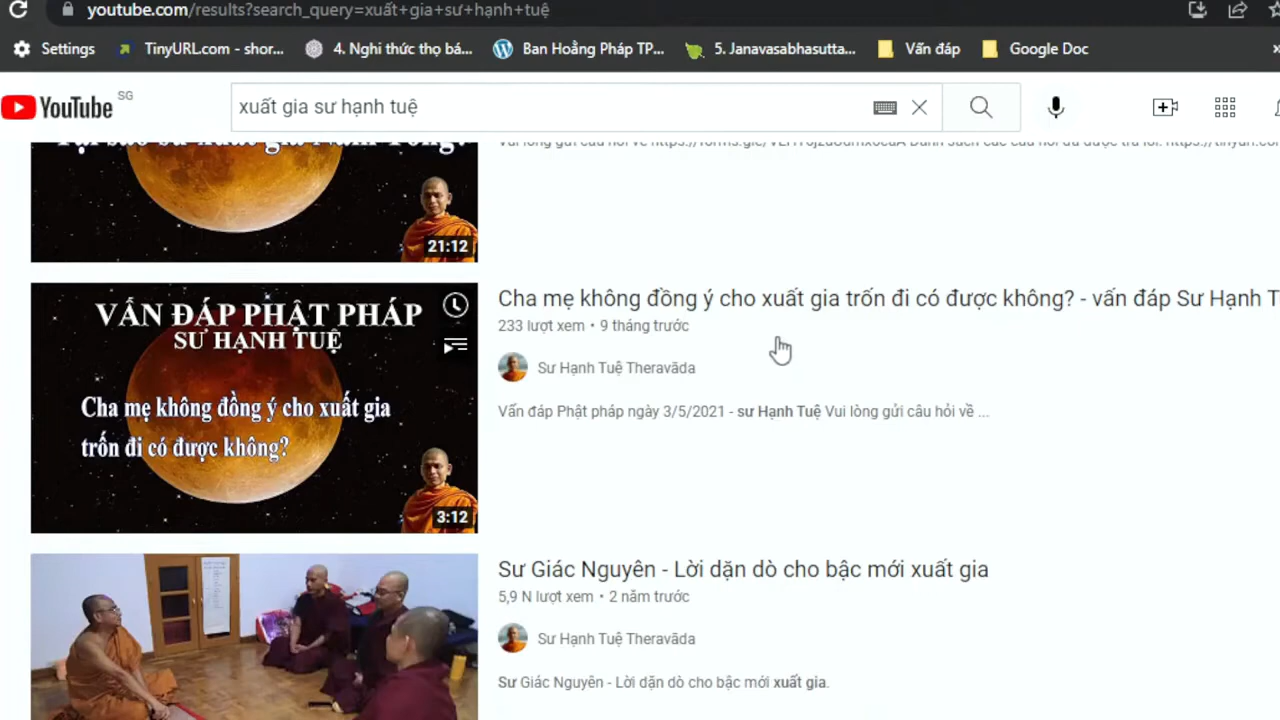 youtube.com/results?search_query=xuất+gia+sư+hạnh+tuệ
Settings
TinyURL.com - shor...
4. Nghi thức thọ bá...
Ban Hoằng Pháp TP...
5. Janavasabhasutta...
Vấn đáp
Google Doc
YouTube SG
xuất gia sư hạnh tuệ
Tại sao sư xuất gia Nam Tông?
21:12
VẤN ĐÁP PHẬT PHÁP
SƯ HẠNH TUỆ
Cha mẹ không đồng ý cho xuất gia
trốn đi có được không?
3:12
Cha mẹ không đồng ý cho xuất gia trốn đi có được không? - vấn đáp Sư Hạnh T
233 lượt xem • 9 tháng trước
Sư Hạnh Tuệ Theravāda
Vấn đáp Phật pháp ngày 3/5/2021 - sư Hạnh Tuệ Vui lòng gửi câu hỏi về ...
Sư Giác Nguyên - Lời dặn dò cho bậc mới xuất gia
5,9 N lượt xem • 2 năm trước
Sư Hạnh Tuệ Theravāda
Sư Giác Nguyên - Lời dặn dò cho bậc mới xuất gia.